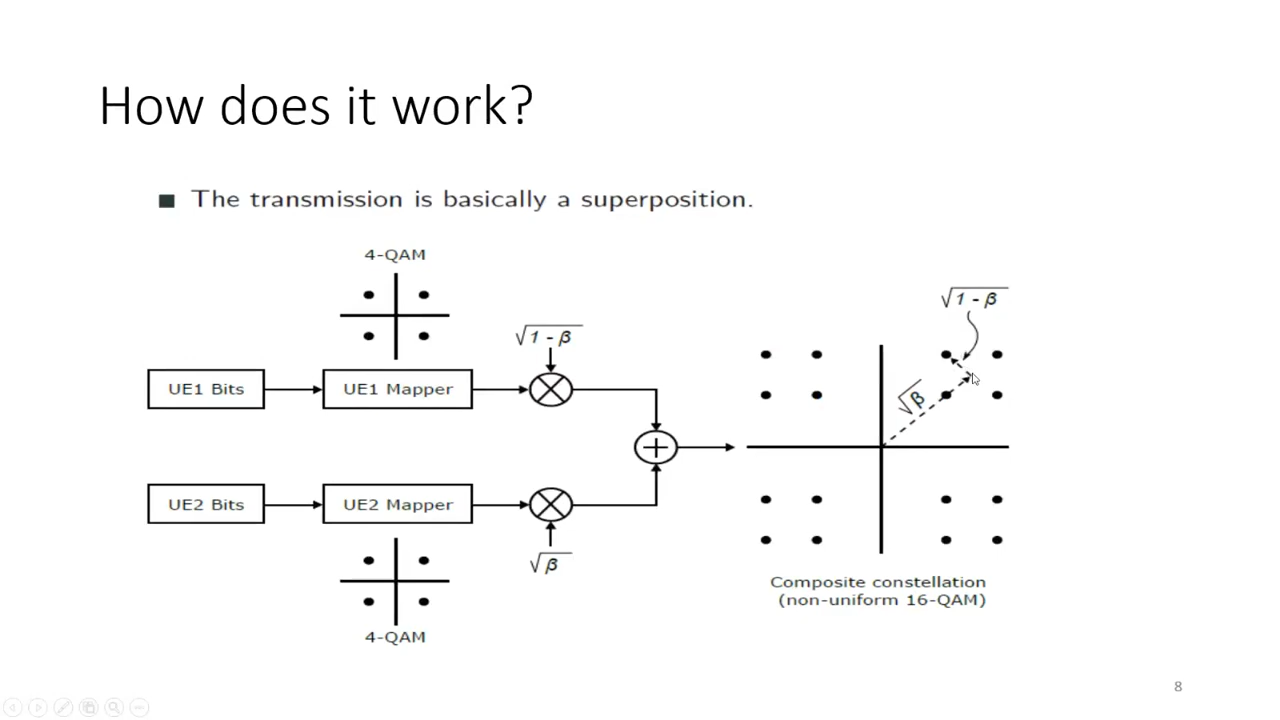 How does it work?
■ The transmission is basically a superposition.
4-QAM
√1 - β
√1 - β
UE1 Bits
UE1 Mapper
√β
UE2 Bits
UE2 Mapper
√β
Composite constellation
(non-uniform 16-QAM)
4-QAM
8